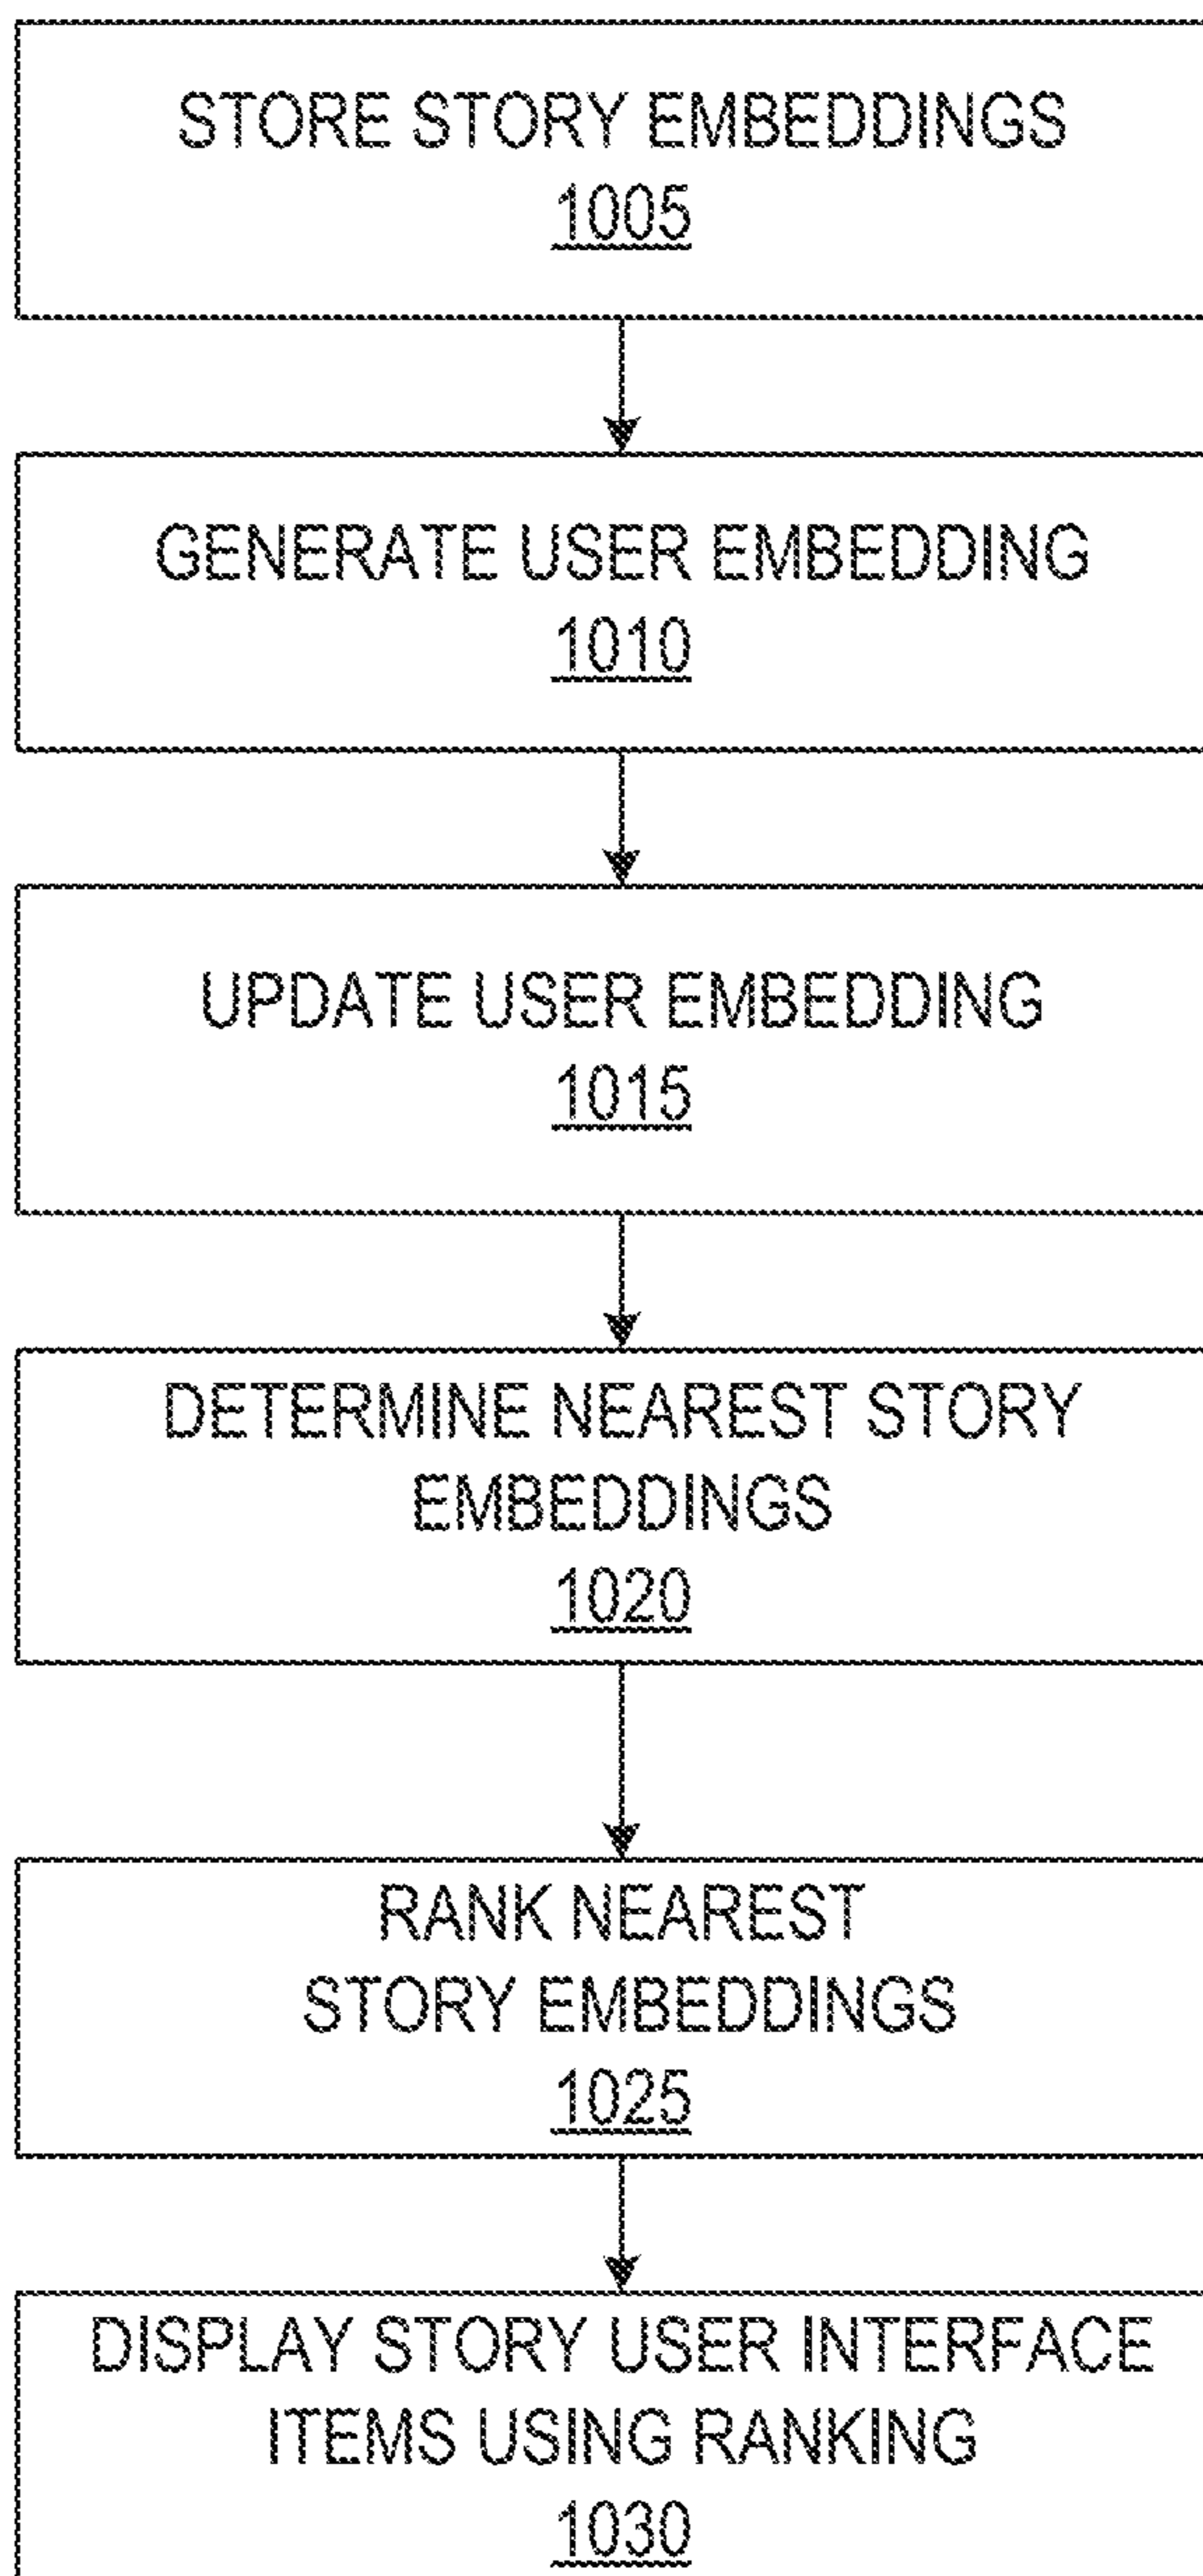 STORE STORY EMBEDDINGS
1005
GENERATE USER EMBEDDING
1010
UPDATE USER EMBEDDING
1015
DETERMINE NEAREST STORY
EMBEDDINGS
1020
RANK NEAREST
STORY EMBEDDINGS
1025
DISPLAY STORY USER INTERFACE
ITEMS USING RANKING
1030